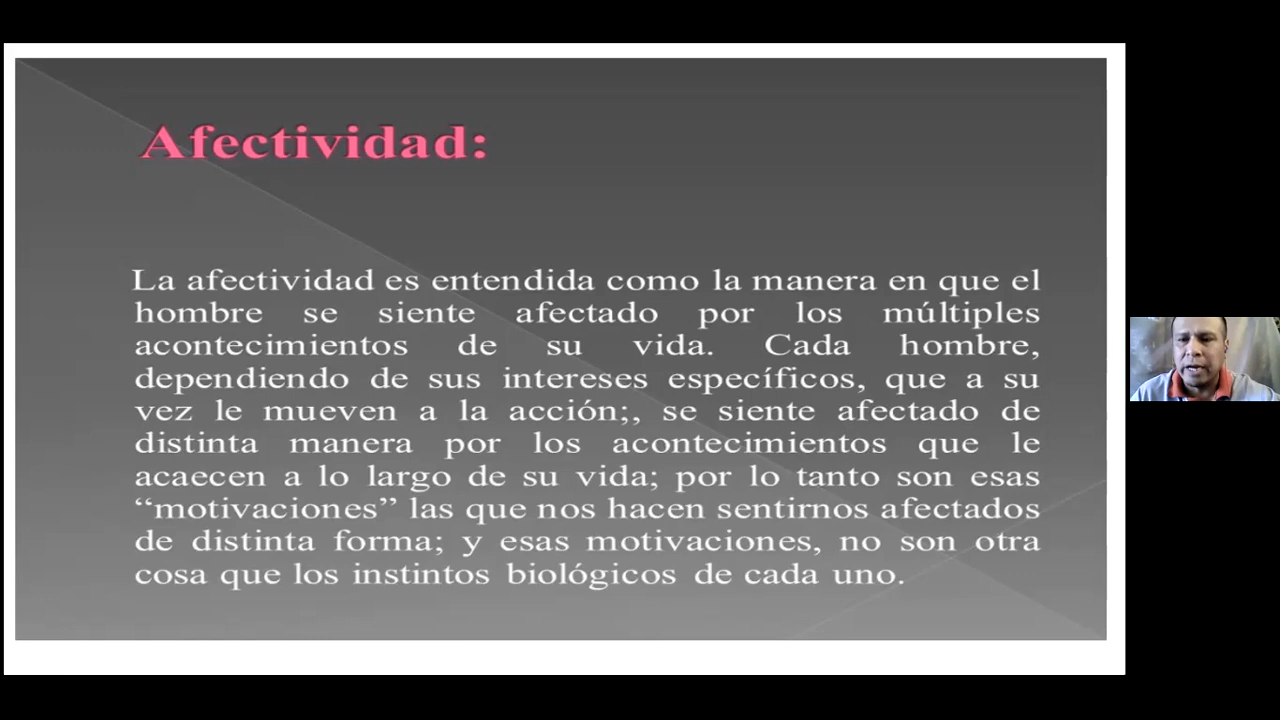 Afectividad:
La afectividad es entendida como la manera en que el
hombre se siente afectado por los múltiples
acontecimientos de su vida. Cada hombre,
dependiendo de sus intereses específicos, que a su
vez le mueven a la acción;, se siente afectado de
distinta manera por los acontecimientos que le
acaecen a lo largo de su vida; por lo tanto son esas
“motivaciones” las que nos hacen sentirnos afectados
de distinta forma; y esas motivaciones, no son otra
cosa que los instintos biológicos de cada uno.